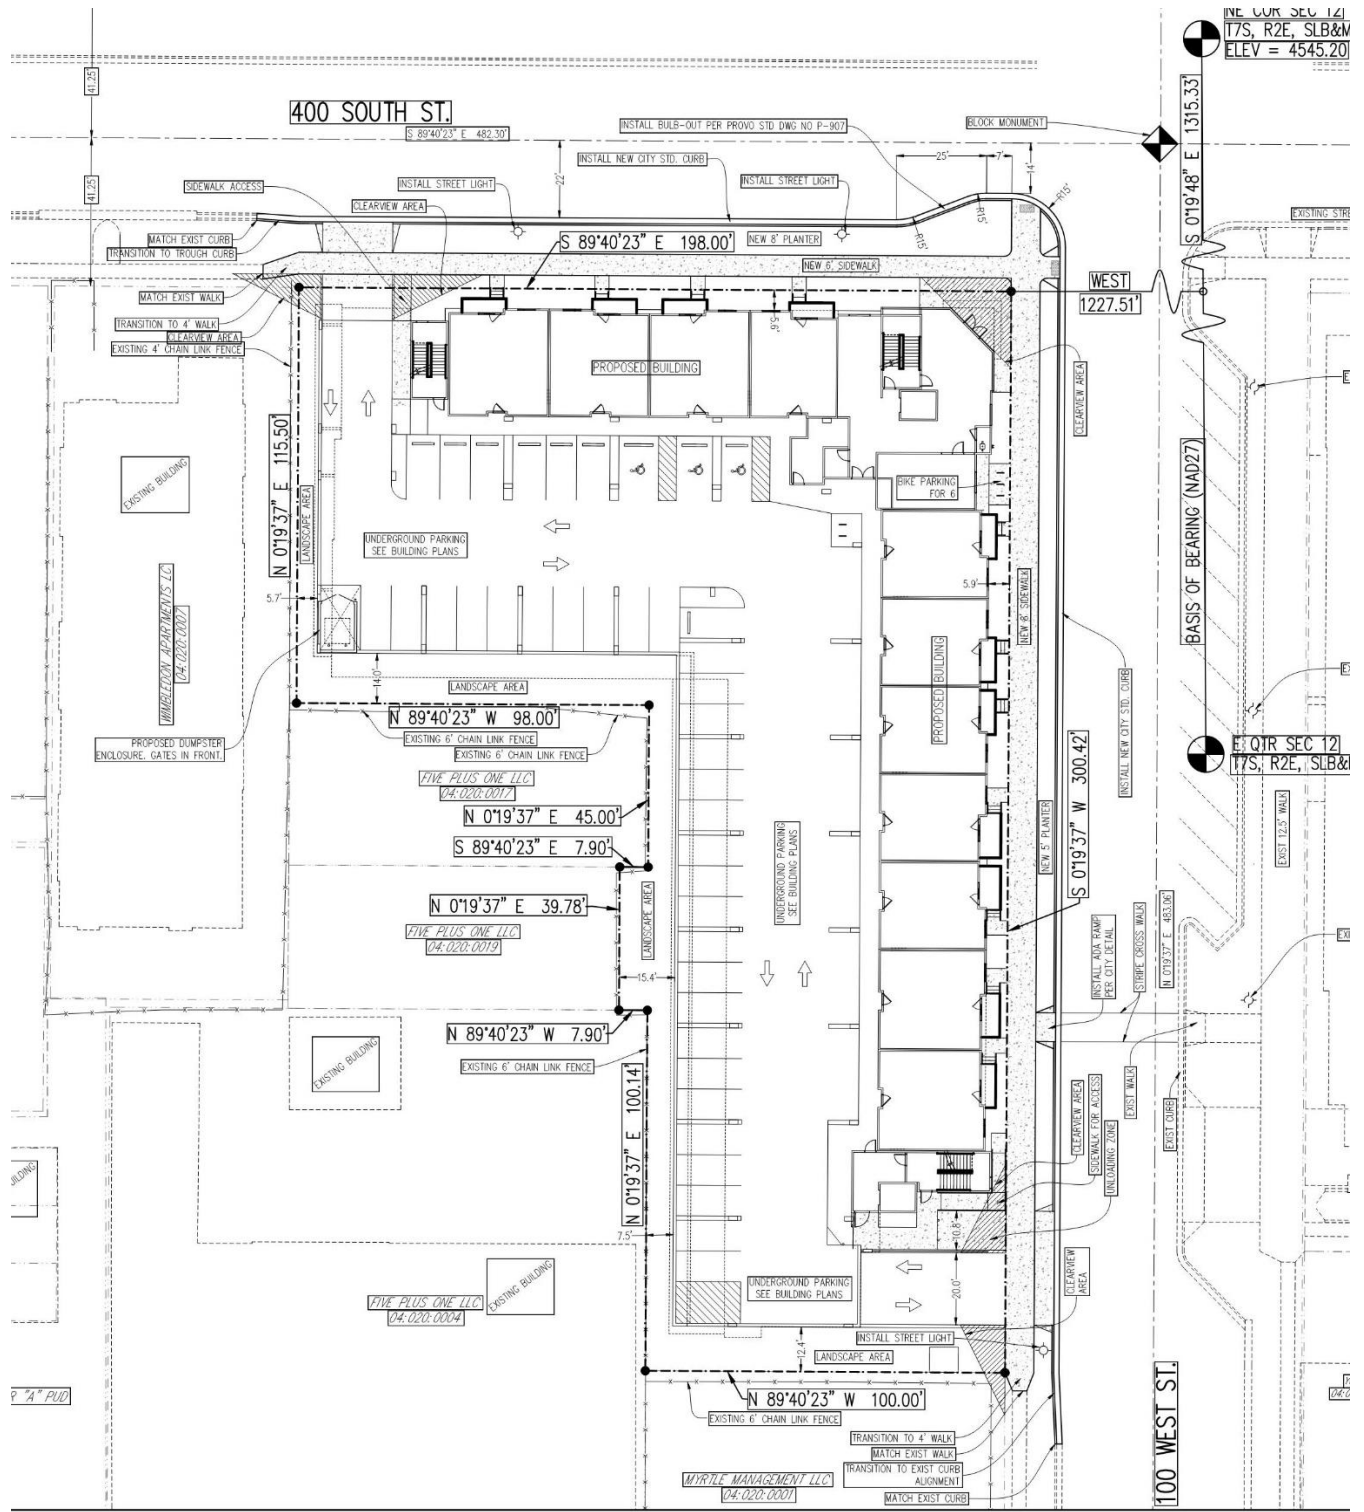 NE COR SEC 12
T7S, R2E, SLB&M
ELEV = 4545.20
S 0°19'48" E 1315.33'
41.25
41.25'
400 SOUTH ST.
S 89°40'23" E 482.30'
INSTALL BULB-OUT PER PROVO STD DWG NO P-907
BLOCK MONUMENT
22'
25'
7'
14'
INSTALL NEW CITY STD. CURB
SIDEWALK ACCESS
INSTALL STREET LIGHT
INSTALL STREET LIGHT
CLEARVIEW AREA
R15'
R15'
R15'
EXISTING STRE
MATCH EXIST CURB
TRANSITION TO TROUGH CURB
S 89°40'23" E 198.00'
NEW 8' PLANTER
NEW 6' SIDEWALK
WEST
1227.51'
MATCH EXIST WALK
TRANSITION TO 4' WALK
CLEARVIEW AREA
EXISTING 4' CHAIN LINK FENCE
5.6'
PROPOSED BUILDING
CLEARVIEW AREA
N 0°19'37" E 115.50'
LANDSCAPE AREA
EXISTING BUILDING
BIKE PARKING
FOR 6
BASIS OF BEARING (NAD27)
UNDERGROUND PARKING
SEE BUILDING PLANS
WIMBLEDON APARTMENTS LC
04:020:0007
5.7'
5.9'
NEW 8' SIDEWALK
14.0'
LANDSCAPE AREA
PROPOSED BUILDING
N 89°40'23" W 98.00'
EXISTING 6' CHAIN LINK FENCE
EXISTING 6' CHAIN LINK FENCE
PROPOSED DUMPSTER
ENCLOSURE. GATES IN FRONT.
INSTALL NEW CITY STD. CURB
E QTR SEC 12
T7S, R2E, SLB&
FIVE PLUS ONE LLC
04:020:0017
N 0°19'37" E 45.00'
S 89°40'23" E 7.90'
S 0°19'37" W 300.42'
EXIST 12.5' WALK
NEW 5' PLANTER
UNDERGROUND PARKING
SEE BUILDING PLANS
N 0°19'37" E 39.78'
FIVE PLUS ONE LLC
04:020:0019
LANDSCAPE AREA
15.4'
INSTALL ADA RAMP
PER CITY DETAIL
STRIPE CROSS WALK
N 0°19'37" E 483.06'
N 89°40'23" W 7.90'
EXISTING BUILDING
EXISTING 6' CHAIN LINK FENCE
N 0°19'37" E 100.14'
CLEARVIEW AREA
SIDEWALK FOR ACCESS
UNLOADING ZONE
EXIST WALK
EXIST CURB
7.5'
10.8'
20.0'
CLEARVIEW
AREA
UNDERGROUND PARKING
SEE BUILDING PLANS
EXISTING BUILDING
FIVE PLUS ONE LLC
04:020:0004
INSTALL STREET LIGHT
12.4'
LANDSCAPE AREA
"A" PUD
N 89°40'23" W 100.00'
EXISTING 6' CHAIN LINK FENCE
TRANSITION TO 4' WALK
MATCH EXIST WALK
TRANSITION TO EXIST CURB
ALIGNMENT
MATCH EXIST CURB
MYRTLE MANAGEMENT LLC
04:020:0001
100 WEST ST.